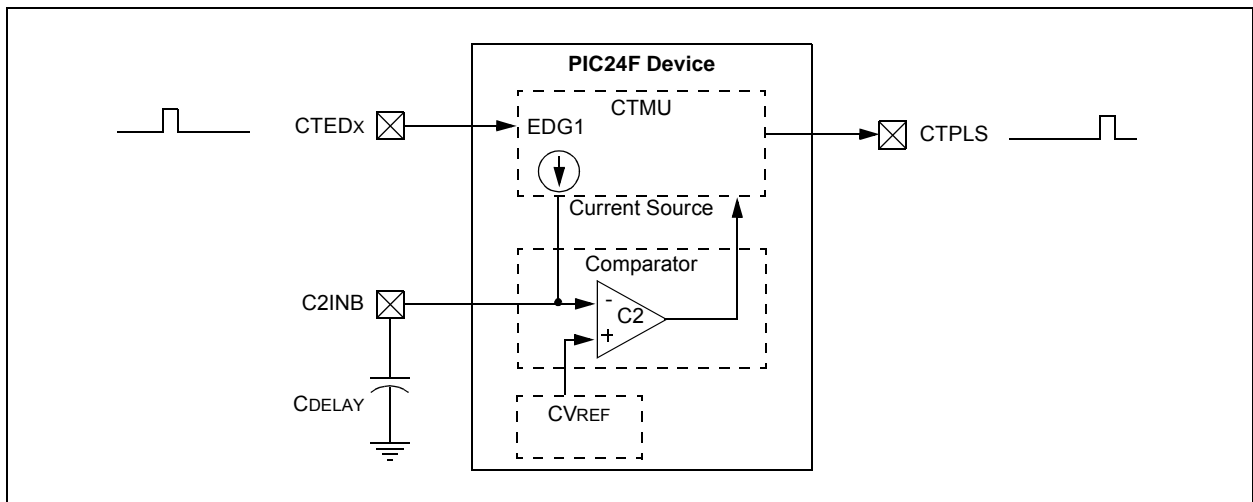 PIC24F Device
CTMU
CTEDX
EDG1
CTPLS
Current Source
Comparator
C2INB
-
C2
+
CDELAY
CVREF